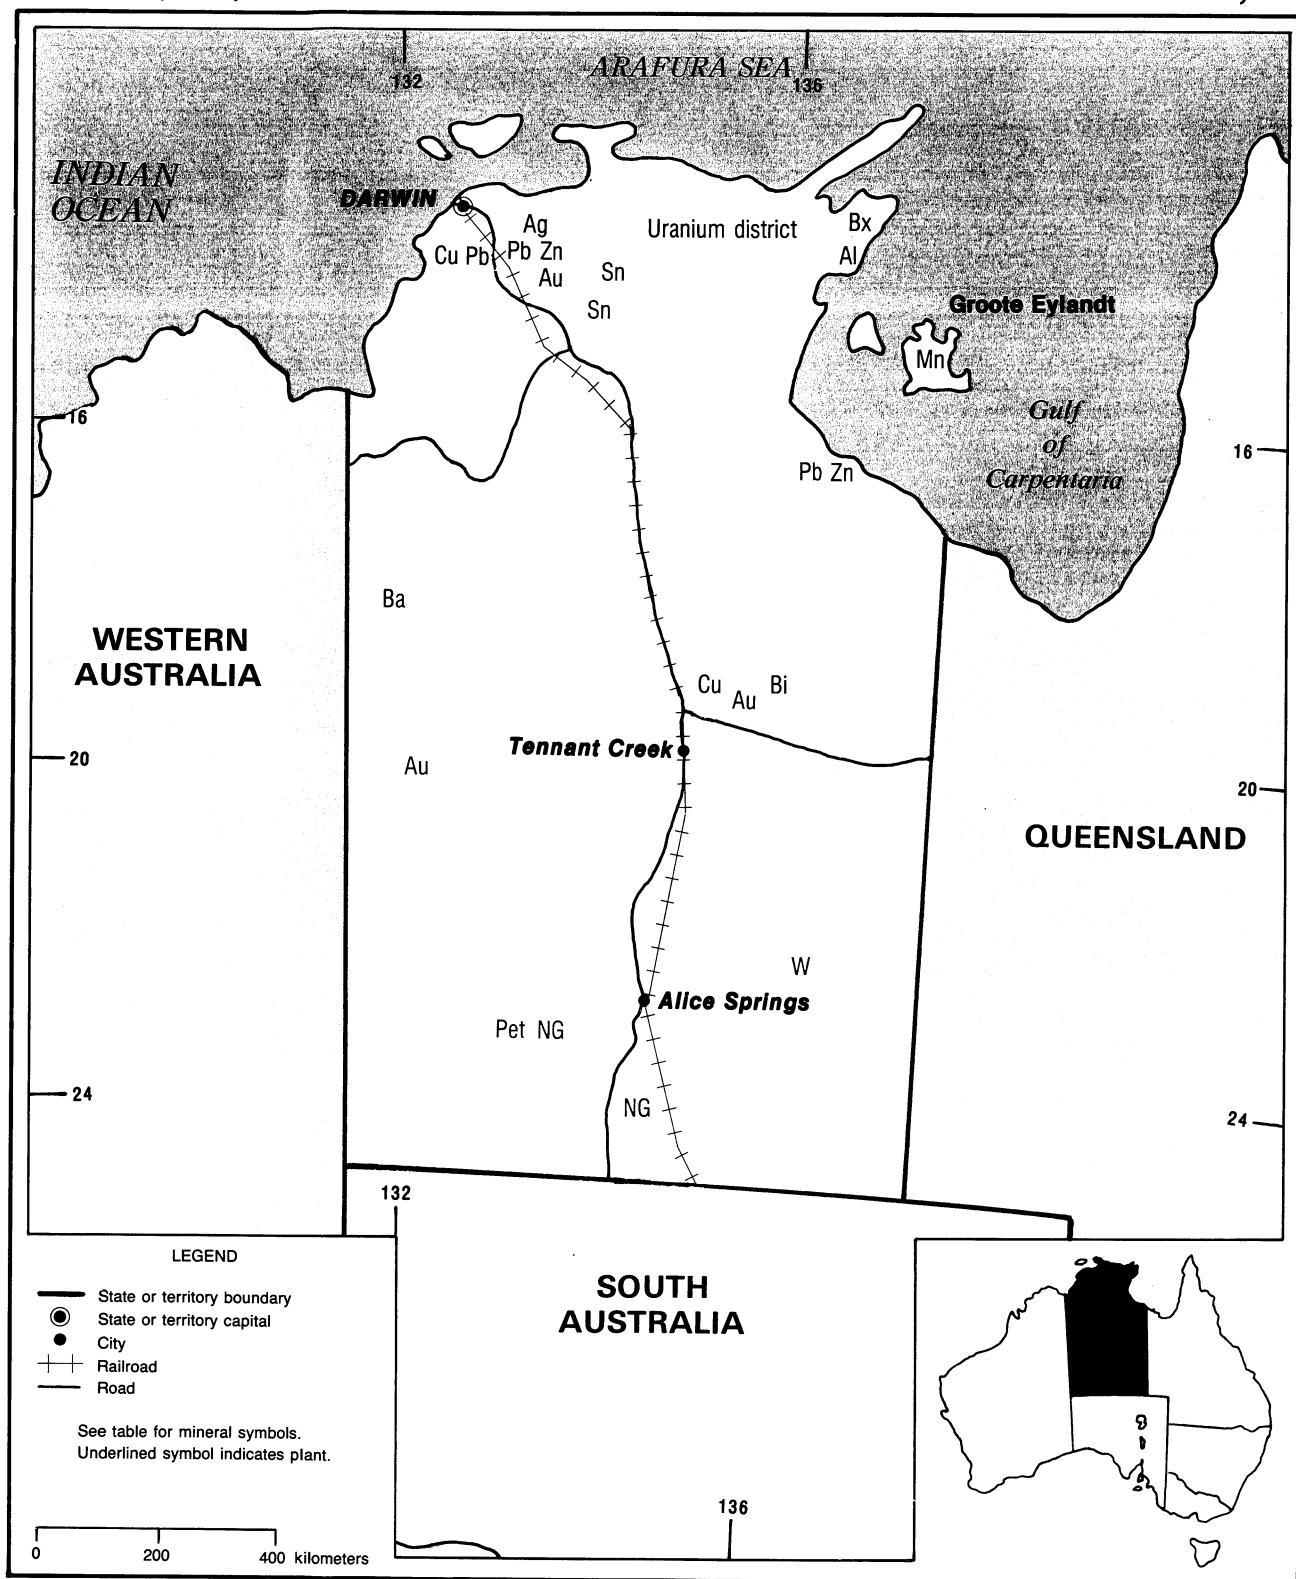 ARAFURA SEA
132
136
INDIAN
OCEAN
DARWIN
Ag
Uranium district
Bx
Cu Pb
Pb Zn
Al
Au
Sn
Sn
Groote Eylandt
Mn
Gulf
of
Carpentaria
16
16
Pb Zn
Ba
WESTERN
AUSTRALIA
Cu
Au
Bi
Tennant Creek
20
Au
20
QUEENSLAND
W
Alice Springs
Pet NG
24
NG
24
132
LEGEND
State or territory boundary
State or territory capital
City
Railroad
Road
See table for mineral symbols.
Underlined symbol indicates plant.
0 200 400 kilometers
SOUTH
AUSTRALIA
136